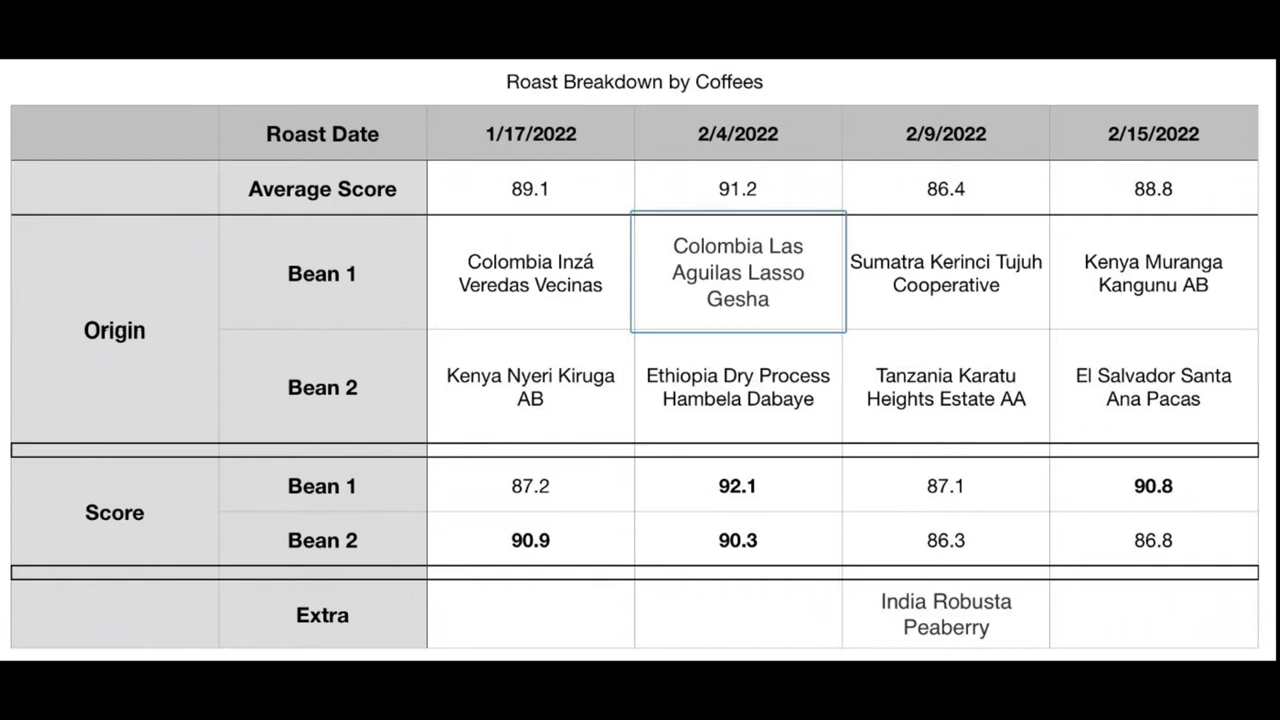 Roast Breakdown by Coffees
Roast Date 1/17/2022 2/4/2022 2/9/2022 2/15/2022
Average Score 89.1 91.2 86.4 88.8
Origin
Bean 1
Colombia Inzá
Veredas Vecinas
Colombia Las
Aguilas Lasso
Gesha
Sumatra Kerinci Tujuh
Cooperative
Kenya Muranga
Kangunu AB
Bean 2
Kenya Nyeri Kiruga
AB
Ethiopia Dry Process
Hambela Dabaye
Tanzania Karatu
Heights Estate AA
El Salvador Santa
Ana Pacas
Score
Bean 1 87.2 92.1 87.1 90.8
Bean 2 90.9 90.3 86.3 86.8
Extra
India Robusta
Peaberry